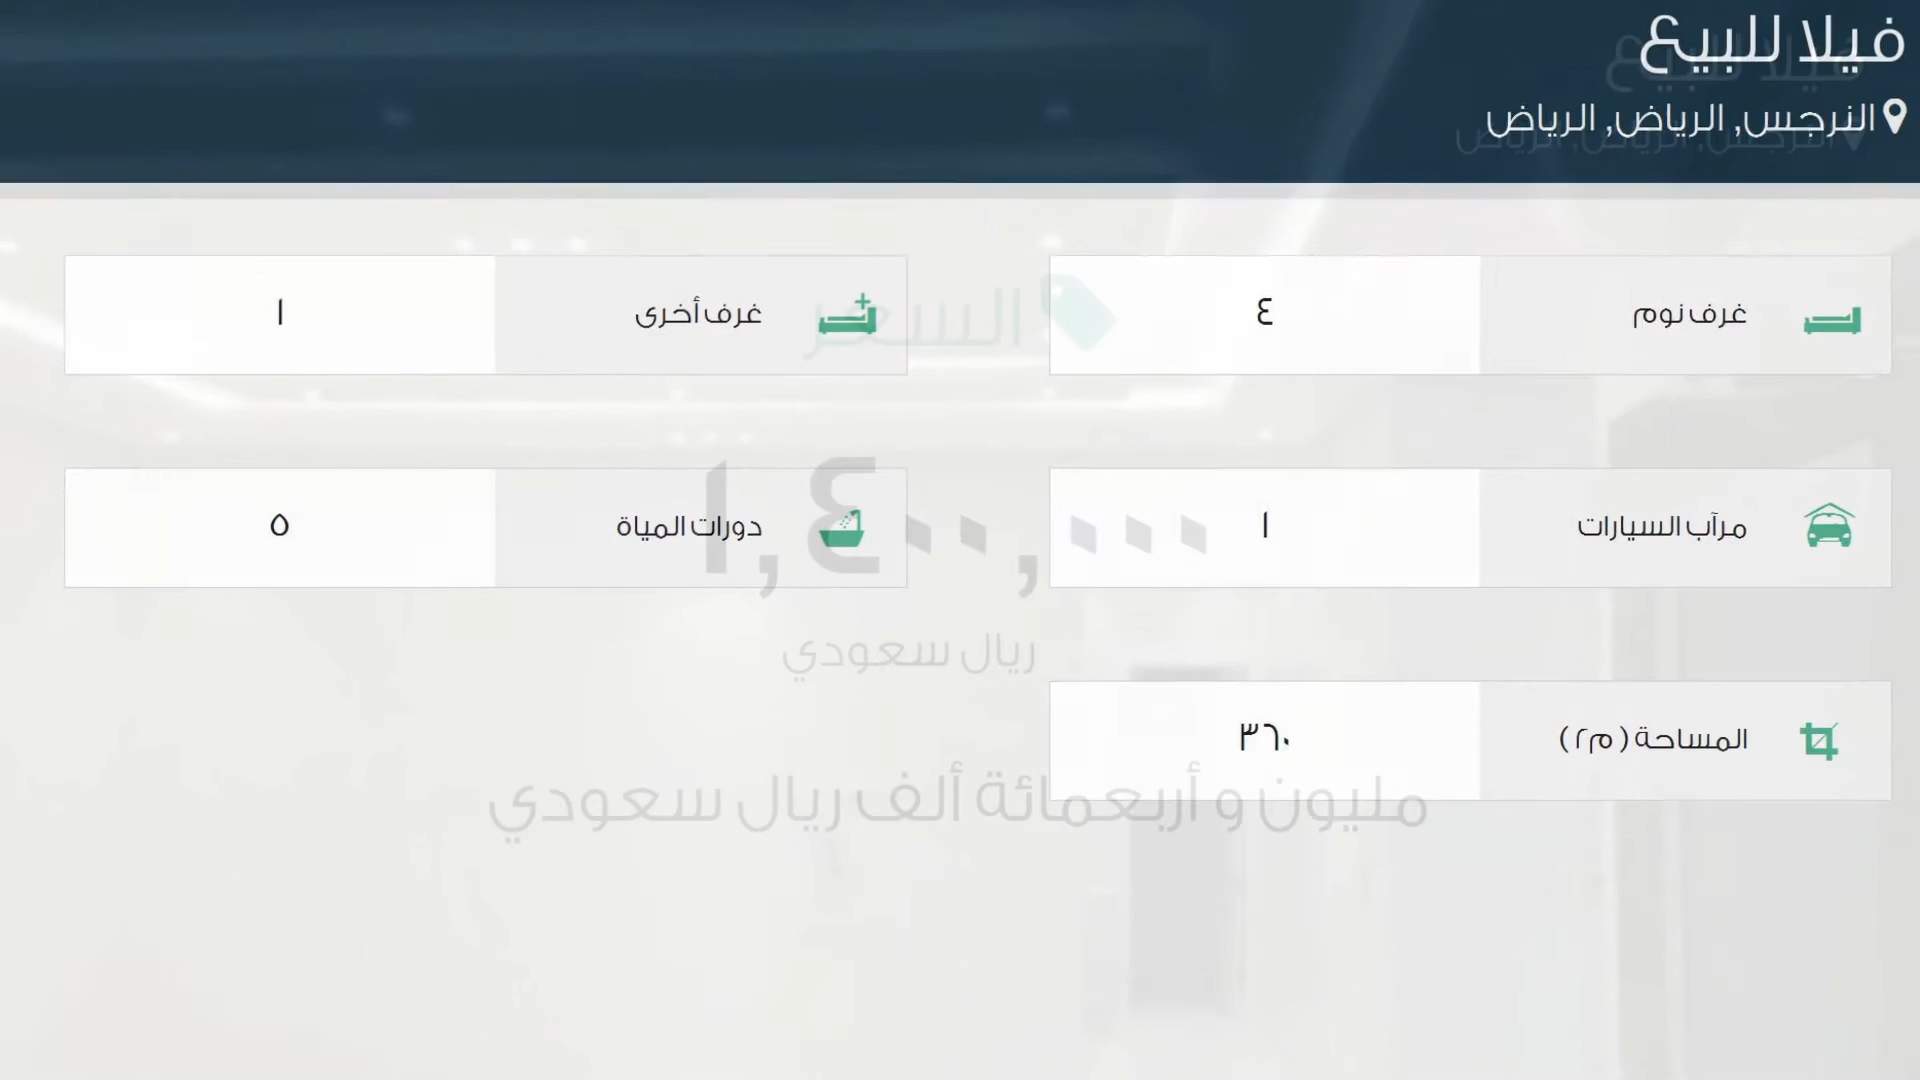 فيلا للبيع
النرجس, الرياض, الرياض
غرف نوم
٤
غرف أخرى
١
السعر
مرآب السيارات
١
دورات المياة
٥
١,٤٠٠,٠٠٠
ريال سعودي
المساحة (م٢)
٣٦٠
مليون و أربعمائة ألف ريال سعودي